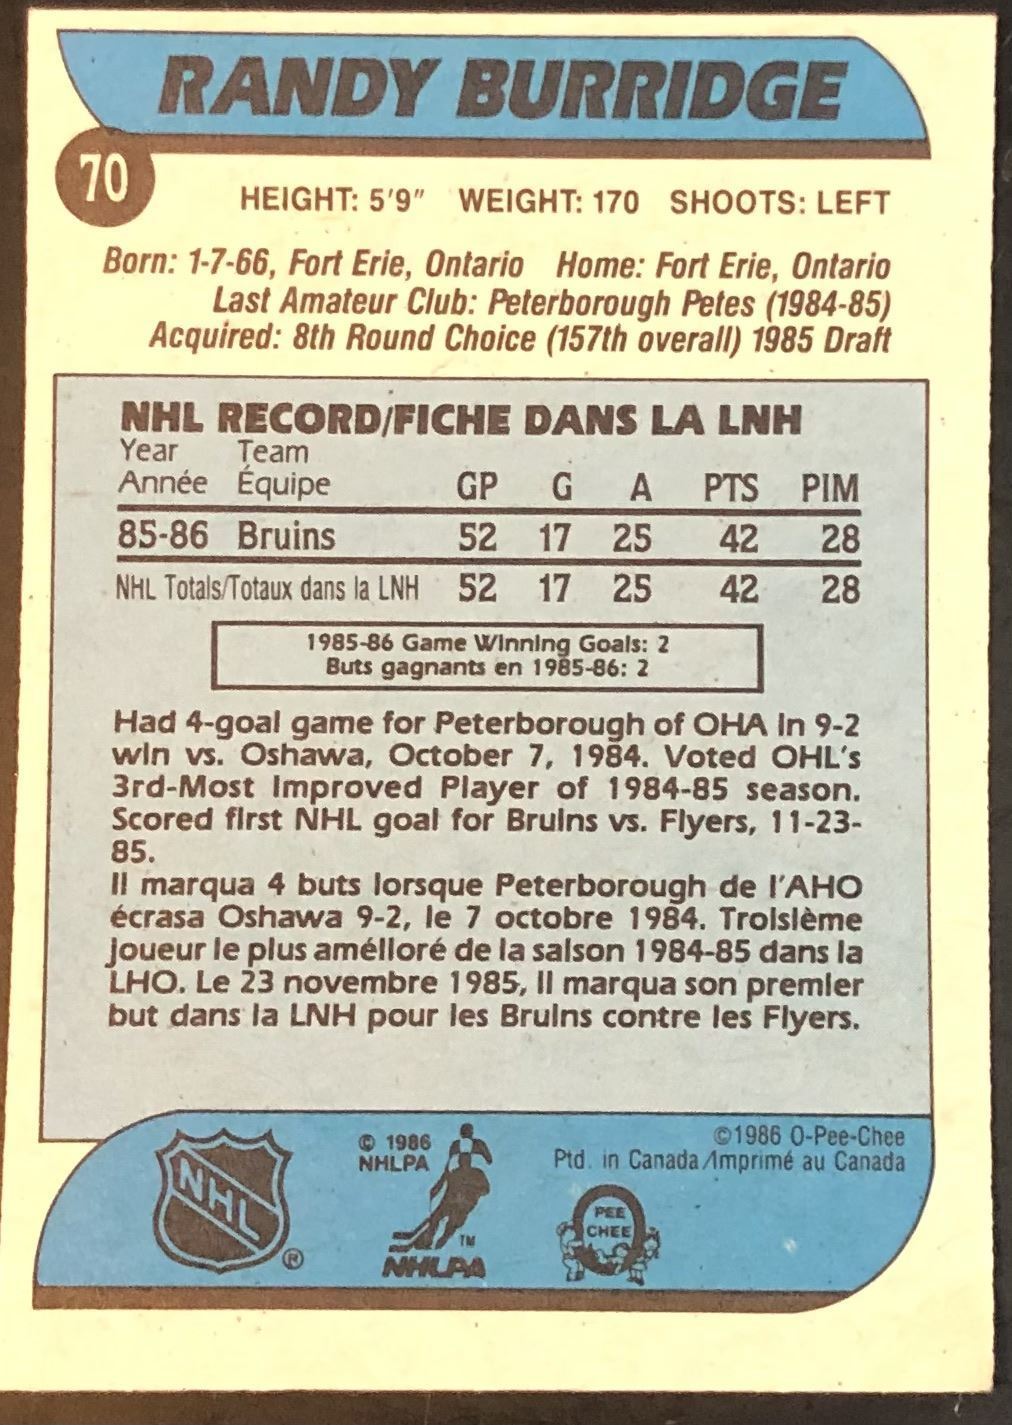 RANDY BURRIDGE
70
HEIGHT: 5'9" WEIGHT: 170 SHOOTS: LEFT
Born: 1-7-66, Fort Erie, Ontario Home: Fort Erie, Ontario
Last Amateur Club: Peterborough Petes (1984-85)
Acquired: 8th Round Choice (157th overall) 1985 Draft
NHL RECORD/FICHE DANS LA LNH
Year Team
Année Équipe GP G A PTS PIM
85-86 Bruins 52 17 25 42 28
NHL Totals/Totaux dans la LNH 52 17 25 42 28
1985-86 Game Winning Goals: 2
Buts gagnants en 1985-86: 2
Had 4-goal game for Peterborough of OHA in 9-2
win vs. Oshawa, October 7, 1984. Voted OHL's
3rd-Most Improved Player of 1984-85 season.
Scored first NHL goal for Bruins vs. Flyers, 11-23-
85.
Il marqua 4 buts lorsque Peterborough de l'AHO
écrasa Oshawa 9-2, le 7 octobre 1984. Troisième
joueur le plus amélioré de la saison 1984-85 dans la
LHO. Le 23 novembre 1985, il marqua son premier
but dans la LNH pour les Bruins contre les Flyers.
NHL
®
© 1986
NHLPA
TM
NHLPA
©1986 O-Pee-Chee
Ptd. in Canada/Imprimé au Canada
PEE
CHEE